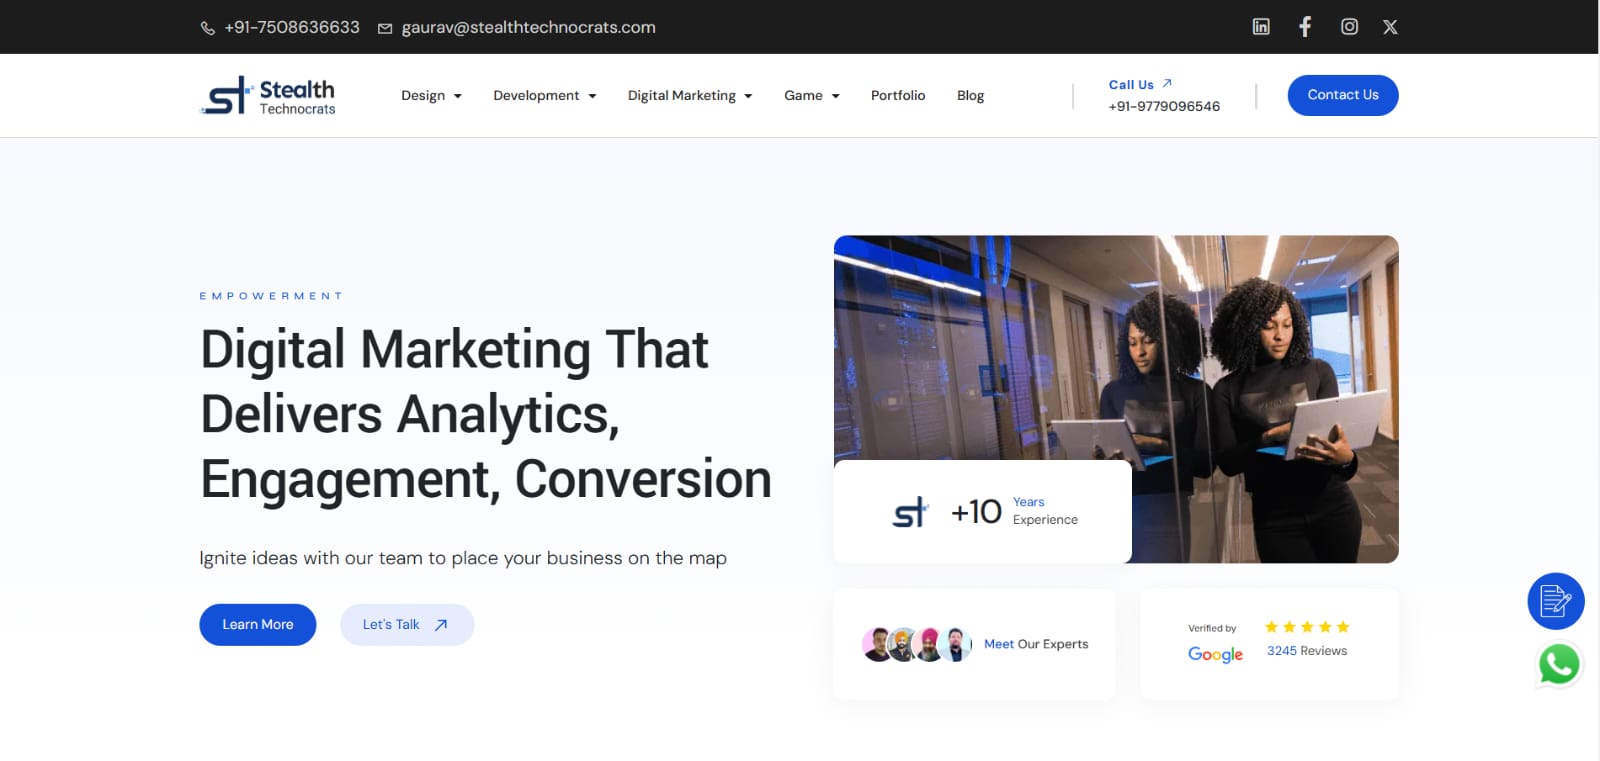 +91-7508636633 gaurav@stealthtechnocrats.com
st Stealth
Technocrats
Design Development Digital Marketing Game Portfolio Blog
Call Us
+91-9779096546
Contact Us
EMPOWERMENT
Digital Marketing That
Delivers Analytics,
Engagement, Conversion
Ignite ideas with our team to place your business on the map
Learn More Let's Talk
st +10 Years
Experience
Meet Our Experts
Verified by
Google
3245 Reviews